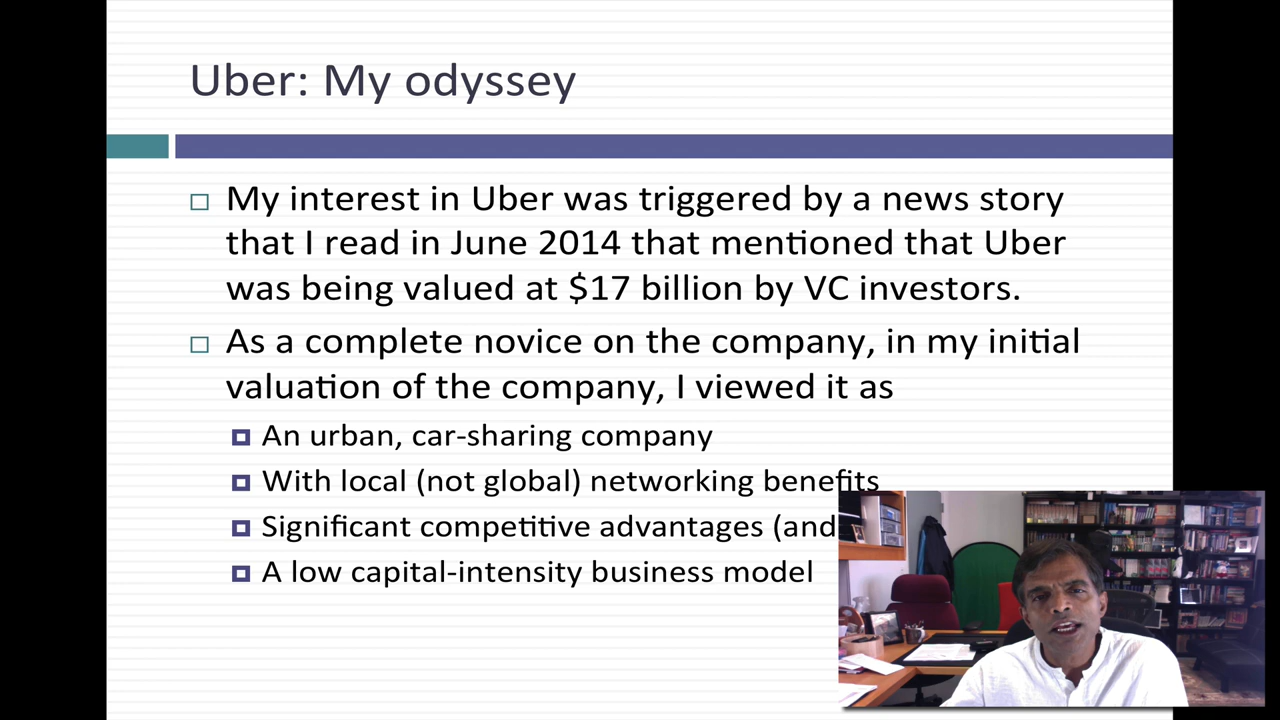 Uber: My odyssey
My interest in Uber was triggered by a news story
that I read in June 2014 that mentioned that Uber
was being valued at $17 billion by VC investors.
As a complete novice on the company, in my initial
valuation of the company, I viewed it as
An urban, car-sharing company
With local (not global) networking benefits
Significant competitive advantages (and
A low capital-intensity business model